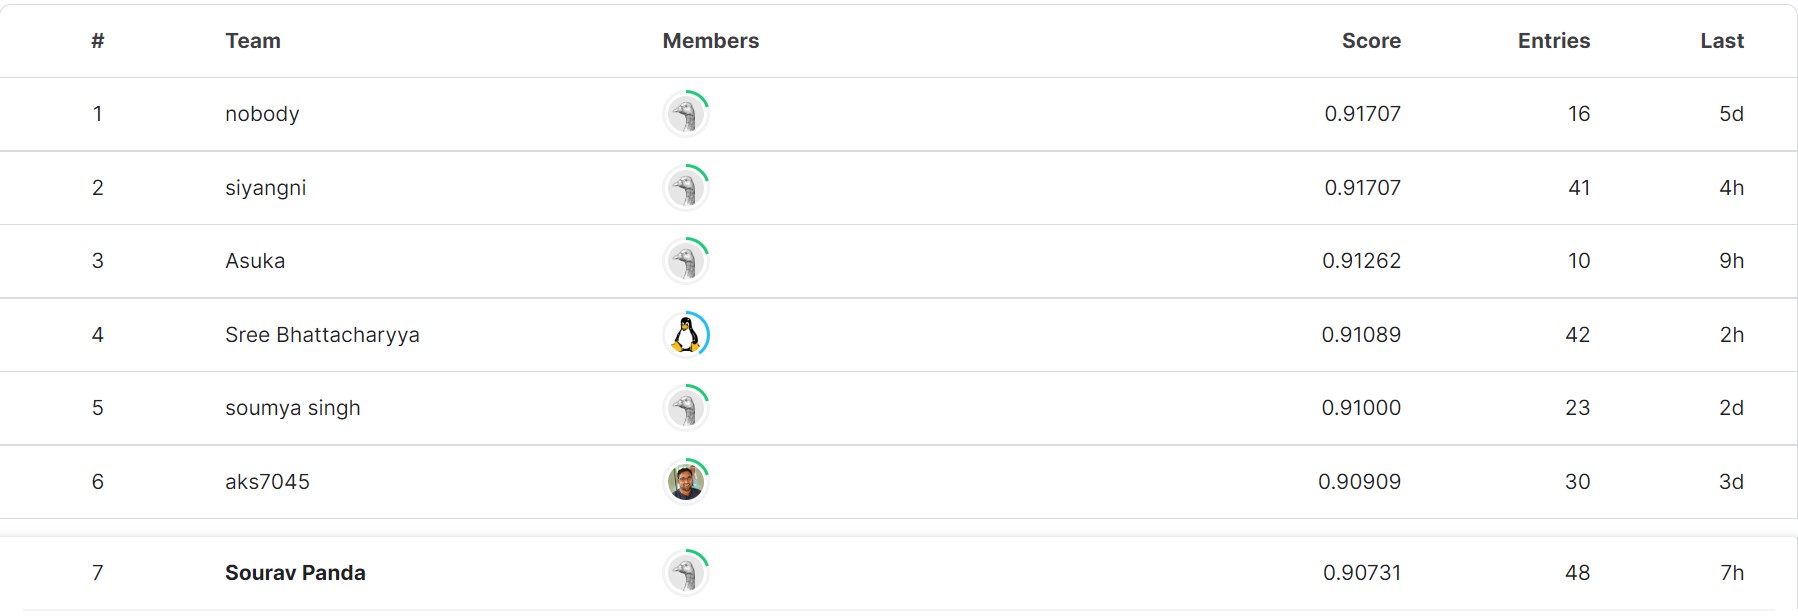 # Team Members Score Entries Last
1 nobody 0.91707 16 5d
2 siyangni 0.91707 41 4h
3 Asuka 0.91262 10 9h
4 Sree Bhattacharyya 0.91089 42 2h
5 soumya singh 0.91000 23 2d
6 aks7045 0.90909 30 3d
7 Sourav Panda 0.90731 48 7h